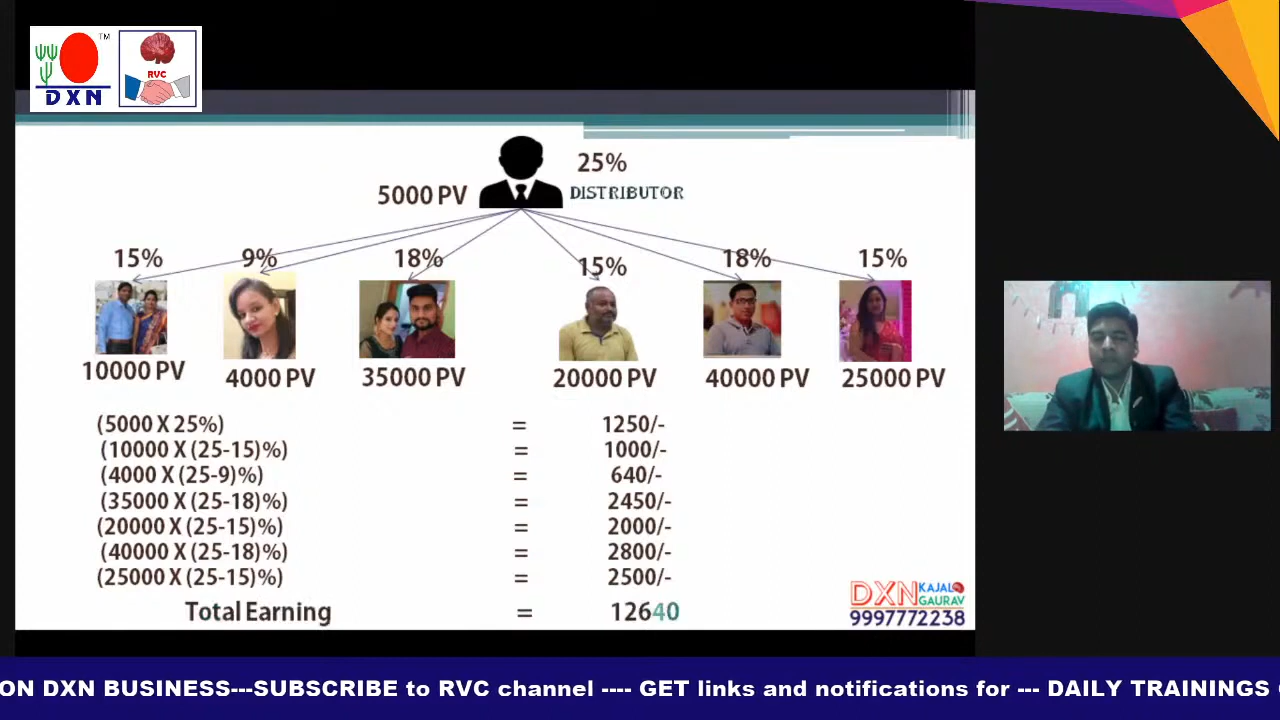 TM
DXN
RVC
25%
5000 PV
DISTRIBUTOR
15% 9% 18% 15% 18% 15%
10000 PV 4000 PV 35000 PV 20000 PV 40000 PV 25000 PV
(5000 X 25%) = 1250/-
(10000 X (25-15)%) = 1000/-
(4000 X (25-9)%) = 640/-
(35000 X (25-18)%) = 2450/-
(20000 X (25-15)%) = 2000/-
(40000 X (25-18)%) = 2800/-
(25000 X (25-15)%) = 2500/-
Total Earning = 12640
DXN KAJAL
GAURAV
9997772238
ON DXN BUSINESS---SUBSCRIBE to RVC channel ---- GET links and notifications for --- DAILY TRAININGS